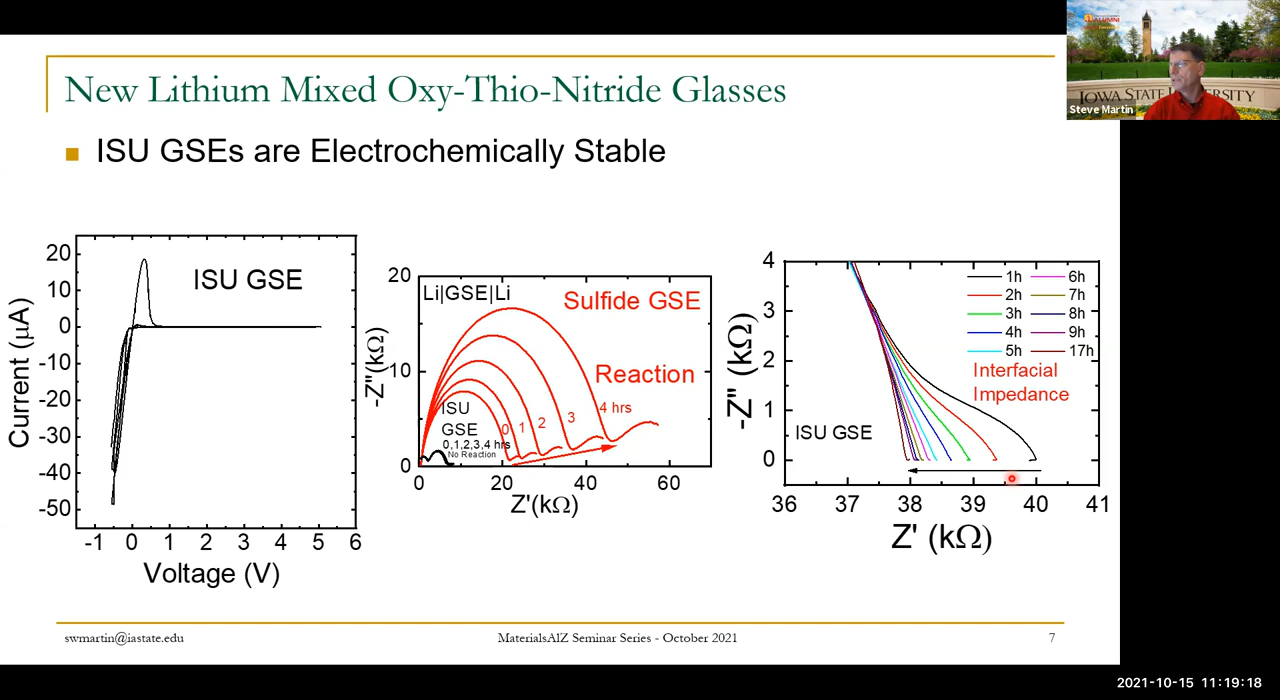 ALUMNI
IOWA STATE UNIVERSITY
Steve Martin
New Lithium Mixed Oxy-Thio-Nitride Glasses
ISU GSEs are Electrochemically Stable
ISU GSE
20
10
0
-10
-20
-30
-40
-50
Current (μA)
-1 0 1 2 3 4 5 6
Voltage (V)
Li|GSE|Li
Sulfide GSE
Reaction
ISU
GSE
0,1,2,3,4 hrs
No Reaction
0 1 2 3 4 hrs
20
10
0
-Z"(kΩ)
0 20 40 60
Z'(kΩ)
1h 6h
2h 7h
3h 8h
4h 9h
5h 17h
Interfacial
Impedance
ISU GSE
4
3
2
1
0
-Z" (kΩ)
36 37 38 39 40 41
Z' (kΩ)
swmartin@iastate.edu
MaterialsAlZ Seminar Series - October 2021
7
2021-10-15 11:19:18